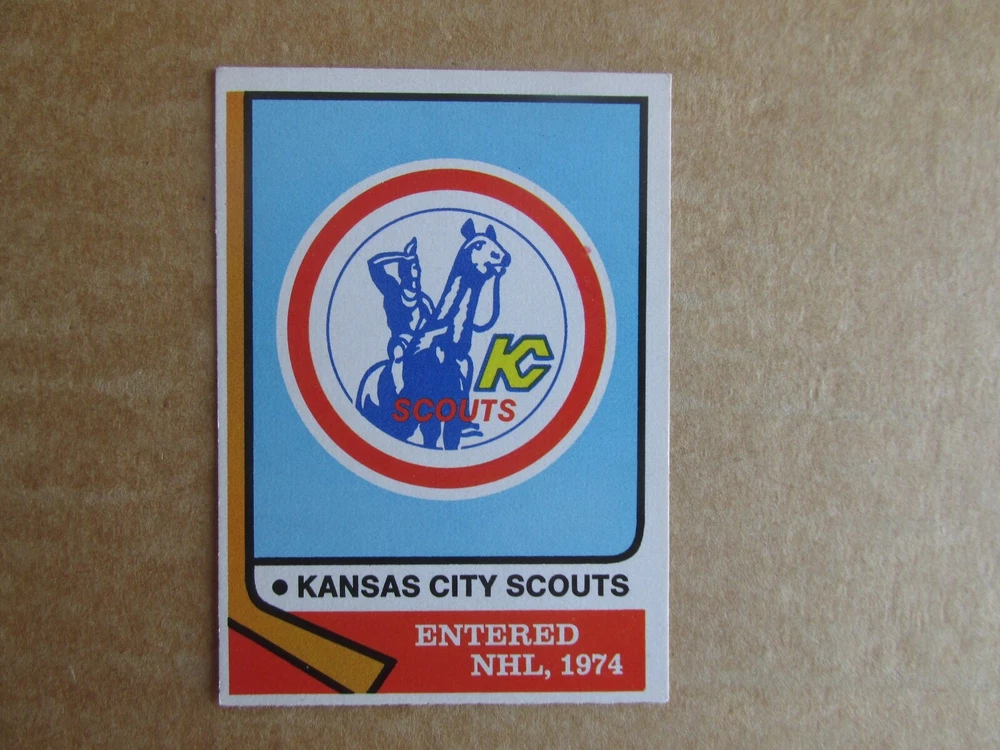 KC
SCOUTS
• KANSAS CITY SCOUTS
ENTERED
NHL, 1974